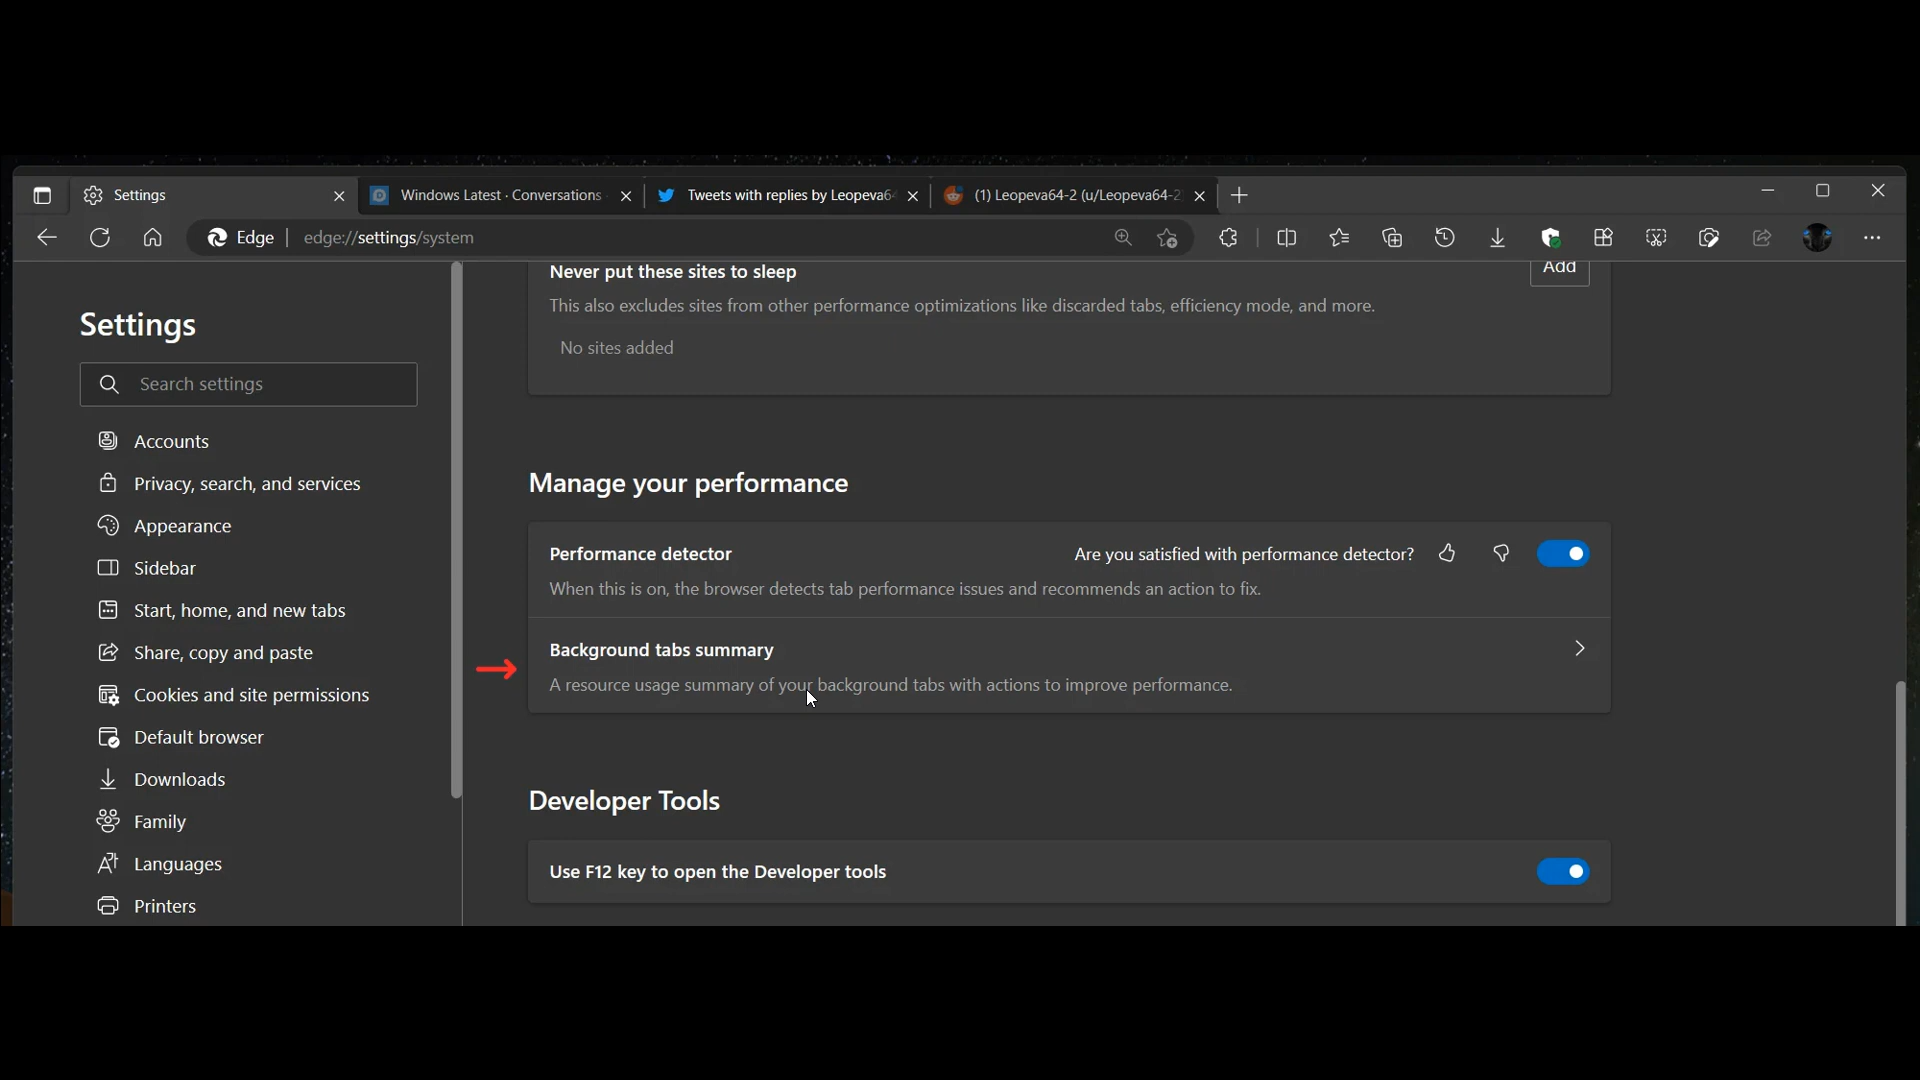 Settings
Windows Latest · Conversations
Tweets with replies by Leopeva64
(1) Leopeva64-2 (u/Leopeva64-2
Edge
edge://settings/system
Settings
Search settings
Accounts
Privacy, search, and services
Appearance
Sidebar
Start, home, and new tabs
Share, copy and paste
Cookies and site permissions
Default browser
Downloads
Family
Languages
Printers
Never put these sites to sleep
Add
This also excludes sites from other performance optimizations like discarded tabs, efficiency mode, and more.
No sites added
Manage your performance
Performance detector
Are you satisfied with performance detector?
When this is on, the browser detects tab performance issues and recommends an action to fix.
Background tabs summary
A resource usage summary of your background tabs with actions to improve performance.
Developer Tools
Use F12 key to open the Developer tools